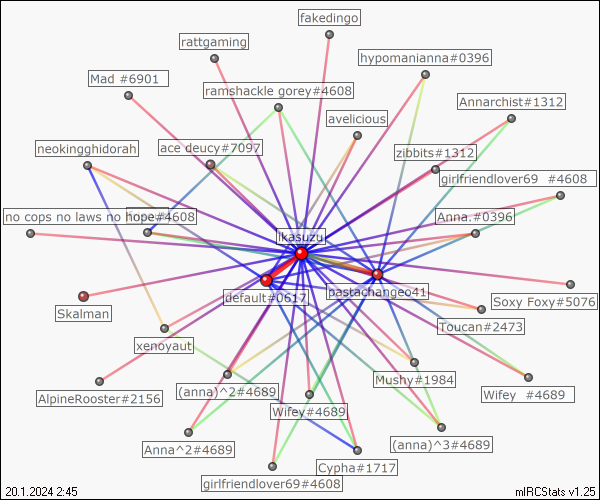 fakedingo
rattgaming
hypomanianna#0396
Mad #6901
ramshackle gorey#4608
Annarchist#1312
avelicious
neokingghidorah
ace deucy#7097
zibbits#1312
girlfriendlover69 #4608
no cops no laws no hope#4608
Anna.#0396
ikasuzu
default#0617
pastachangeo41
Soxy Foxy#5076
Skalman
Toucan#2473
xenoyaut
Mushy#1984
AlpineRooster#2156
(anna)^2#4689
Wifey #4689
Wifey#4689
Anna^2#4689
(anna)^3#4689
Cypha#1717
girlfriendlover69#4608
20.1.2024 2:45
mIRCStats v1.25